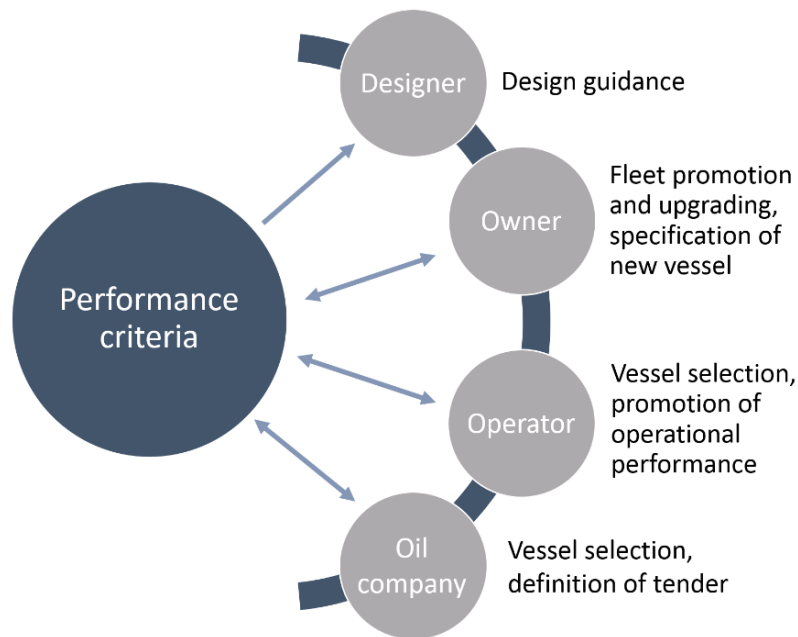 Designer
Design guidance
Owner
Fleet promotion
and upgrading,
specification of
new vessel
Performance
criteria
Operator
Vessel selection,
promotion of
operational
performance
Oil
company
Vessel selection,
definition of tender